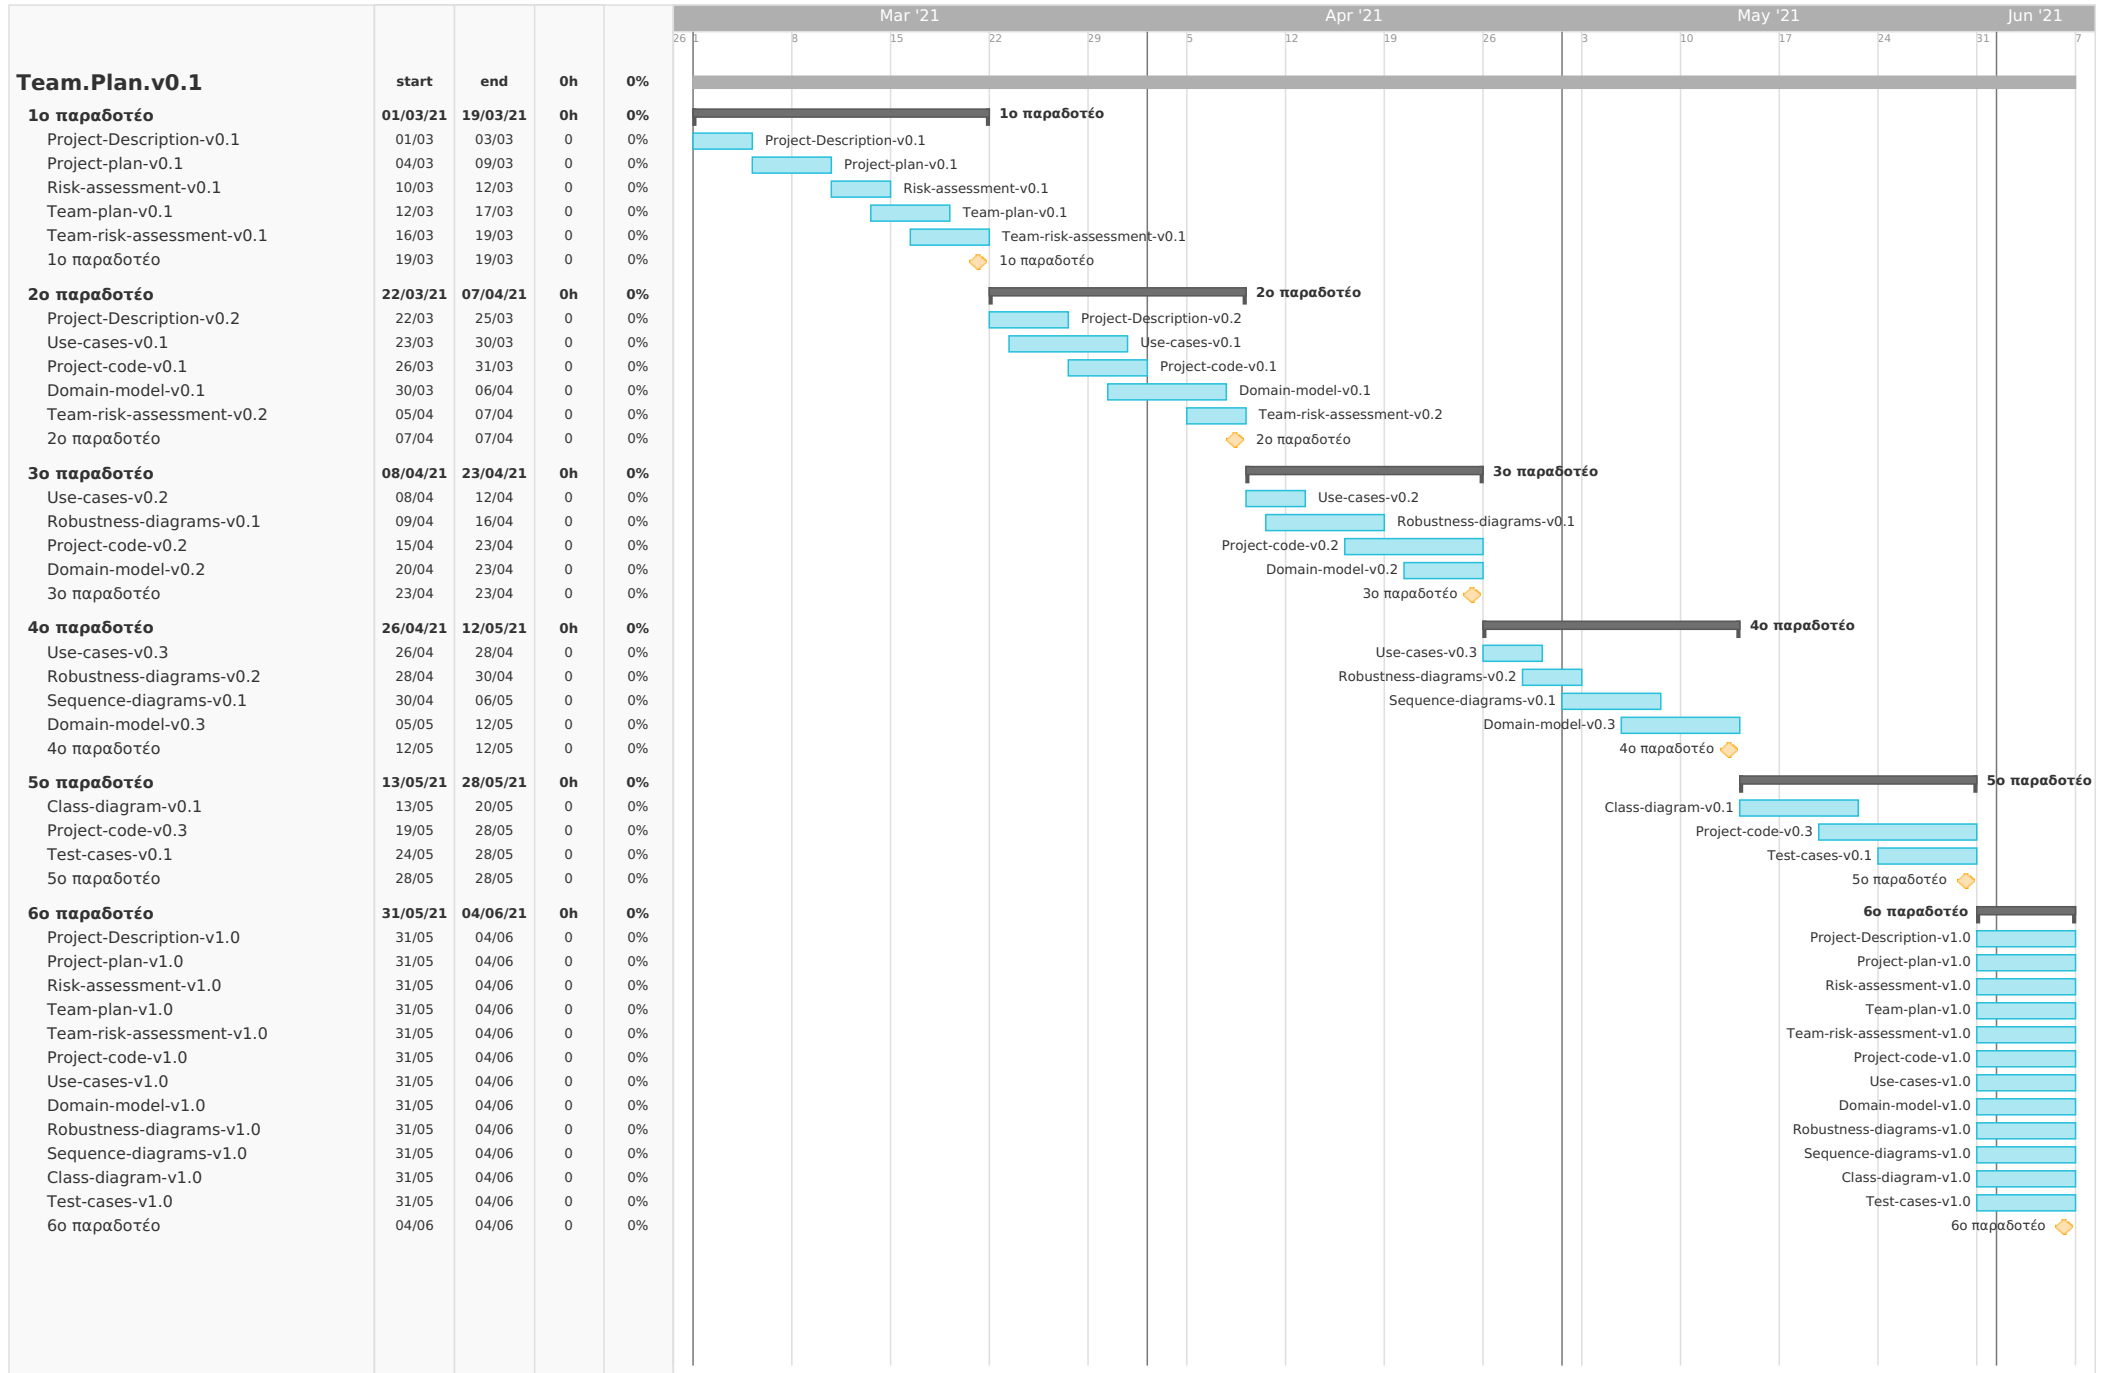 Mar '21 Apr '21 May '21 Jun '21
26 1 8 15 22 29 5 12 19 26 3 10 17 24 31 7
Team.Plan.v0.1 start end 0h 0%
1ο παραδοτέο 01/03/21 19/03/21 0h 0% 1ο παραδοτέο
Project-Description-v0.1 01/03 03/03 0 0% Project-Description-v0.1
Project-plan-v0.1 04/03 09/03 0 0% Project-plan-v0.1
Risk-assessment-v0.1 10/03 12/03 0 0% Risk-assessment-v0.1
Team-plan-v0.1 12/03 17/03 0 0% Team-plan-v0.1
Team-risk-assessment-v0.1 16/03 19/03 0 0% Team-risk-assessment-v0.1
1ο παραδοτέο 19/03 19/03 0 0% 1ο παραδοτέο
2ο παραδοτέο 22/03/21 07/04/21 0h 0% 2ο παραδοτέο
Project-Description-v0.2 22/03 25/03 0 0% Project-Description-v0.2
Use-cases-v0.1 23/03 30/03 0 0% Use-cases-v0.1
Project-code-v0.1 26/03 31/03 0 0% Project-code-v0.1
Domain-model-v0.1 30/03 06/04 0 0% Domain-model-v0.1
Team-risk-assessment-v0.2 05/04 07/04 0 0% Team-risk-assessment-v0.2
2ο παραδοτέο 07/04 07/04 0 0% 2ο παραδοτέο
3ο παραδοτέο 08/04/21 23/04/21 0h 0% 3ο παραδοτέο
Use-cases-v0.2 08/04 12/04 0 0% Use-cases-v0.2
Robustness-diagrams-v0.1 09/04 16/04 0 0% Robustness-diagrams-v0.1
Project-code-v0.2 15/04 23/04 0 0% Project-code-v0.2
Domain-model-v0.2 20/04 23/04 0 0% Domain-model-v0.2
3ο παραδοτέο 23/04 23/04 0 0% 3ο παραδοτέο
4ο παραδοτέο 26/04/21 12/05/21 0h 0% 4ο παραδοτέο
Use-cases-v0.3 26/04 28/04 0 0% Use-cases-v0.3
Robustness-diagrams-v0.2 28/04 30/04 0 0% Robustness-diagrams-v0.2
Sequence-diagrams-v0.1 30/04 06/05 0 0% Sequence-diagrams-v0.1
Domain-model-v0.3 05/05 12/05 0 0% Domain-model-v0.3
4ο παραδοτέο 12/05 12/05 0 0% 4ο παραδοτέο
5ο παραδοτέο 13/05/21 28/05/21 0h 0% 5ο παραδοτέο
Class-diagram-v0.1 13/05 20/05 0 0% Class-diagram-v0.1
Project-code-v0.3 19/05 28/05 0 0% Project-code-v0.3
Test-cases-v0.1 24/05 28/05 0 0% Test-cases-v0.1
5ο παραδοτέο 28/05 28/05 0 0% 5ο παραδοτέο
6ο παραδοτέο 31/05/21 04/06/21 0h 0% 6ο παραδοτέο
Project-Description-v1.0 31/05 04/06 0 0% Project-Description-v1.0
Project-plan-v1.0 31/05 04/06 0 0% Project-plan-v1.0
Risk-assessment-v1.0 31/05 04/06 0 0% Risk-assessment-v1.0
Team-plan-v1.0 31/05 04/06 0 0% Team-plan-v1.0
Team-risk-assessment-v1.0 31/05 04/06 0 0% Team-risk-assessment-v1.0
Project-code-v1.0 31/05 04/06 0 0% Project-code-v1.0
Use-cases-v1.0 31/05 04/06 0 0% Use-cases-v1.0
Domain-model-v1.0 31/05 04/06 0 0% Domain-model-v1.0
Robustness-diagrams-v1.0 31/05 04/06 0 0% Robustness-diagrams-v1.0
Sequence-diagrams-v1.0 31/05 04/06 0 0% Sequence-diagrams-v1.0
Class-diagram-v1.0 31/05 04/06 0 0% Class-diagram-v1.0
Test-cases-v1.0 31/05 04/06 0 0% Test-cases-v1.0
6ο παραδοτέο 04/06 04/06 0 0% 6ο παραδοτέο